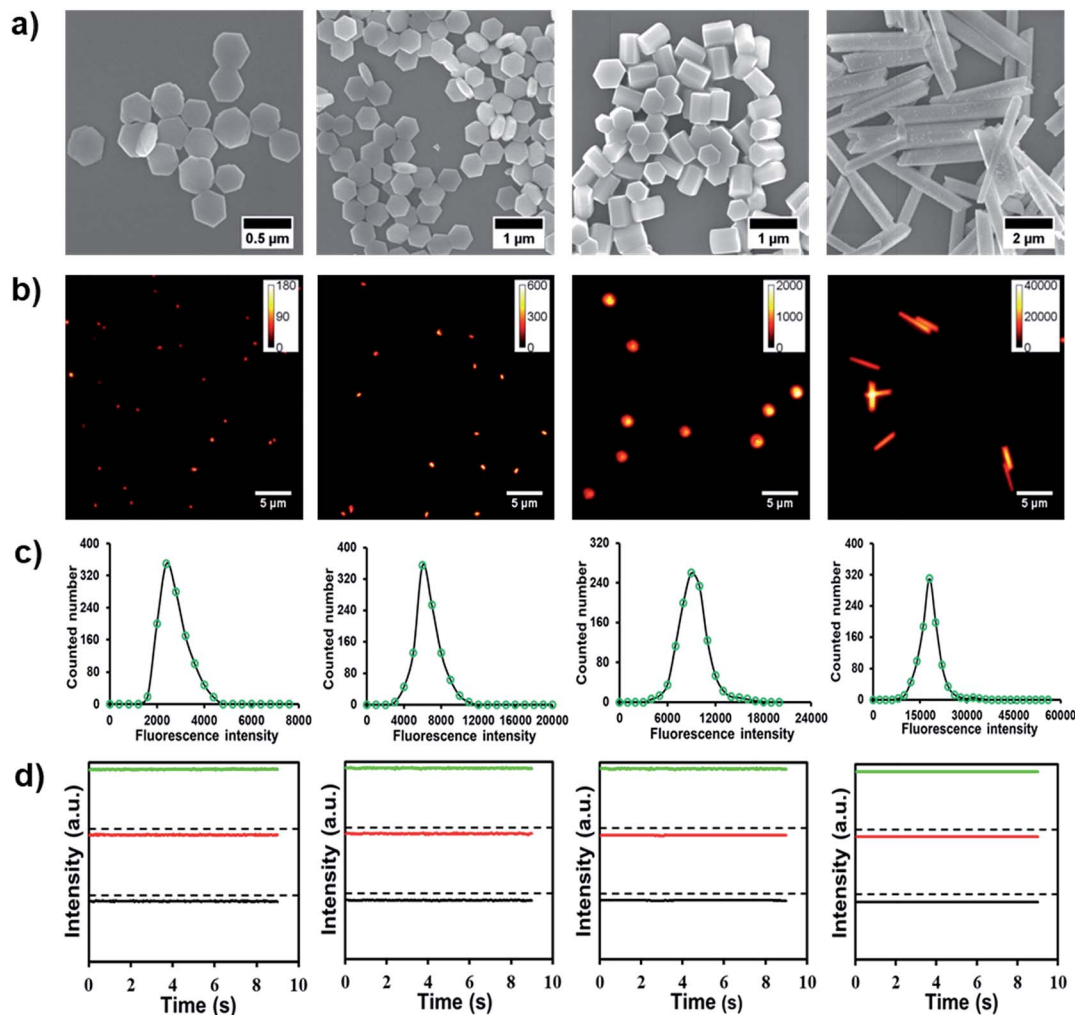 a)
0.5 µm
1 µm
1 µm
2 µm
b)
180
90
0
5 µm
600
300
0
5 µm
2000
1000
0
5 µm
40000
20000
0
5 µm
c)
Counted number
400
320
240
160
80
0
0 2000 4000 6000 8000
Fluorescence intensity
Counted number
400
320
240
160
80
0
0 4000 8000 12000 16000 20000
Fluorescence intensity
Counted number
320
240
160
80
0
0 6000 12000 18000 24000
Fluorescence intensity
Counted number
400
320
240
160
80
0
0 15000 30000 45000 60000
Fluorescence intensity
d)
Intensity (a.u.)
0 2 4 6 8 10
Time (s)
Intensity (a.u.)
0 2 4 6 8 10
Time (s)
Intensity (a.u.)
0 2 4 6 8 10
Time (s)
Intensity (a.u.)
0 2 4 6 8 10
Time (s)